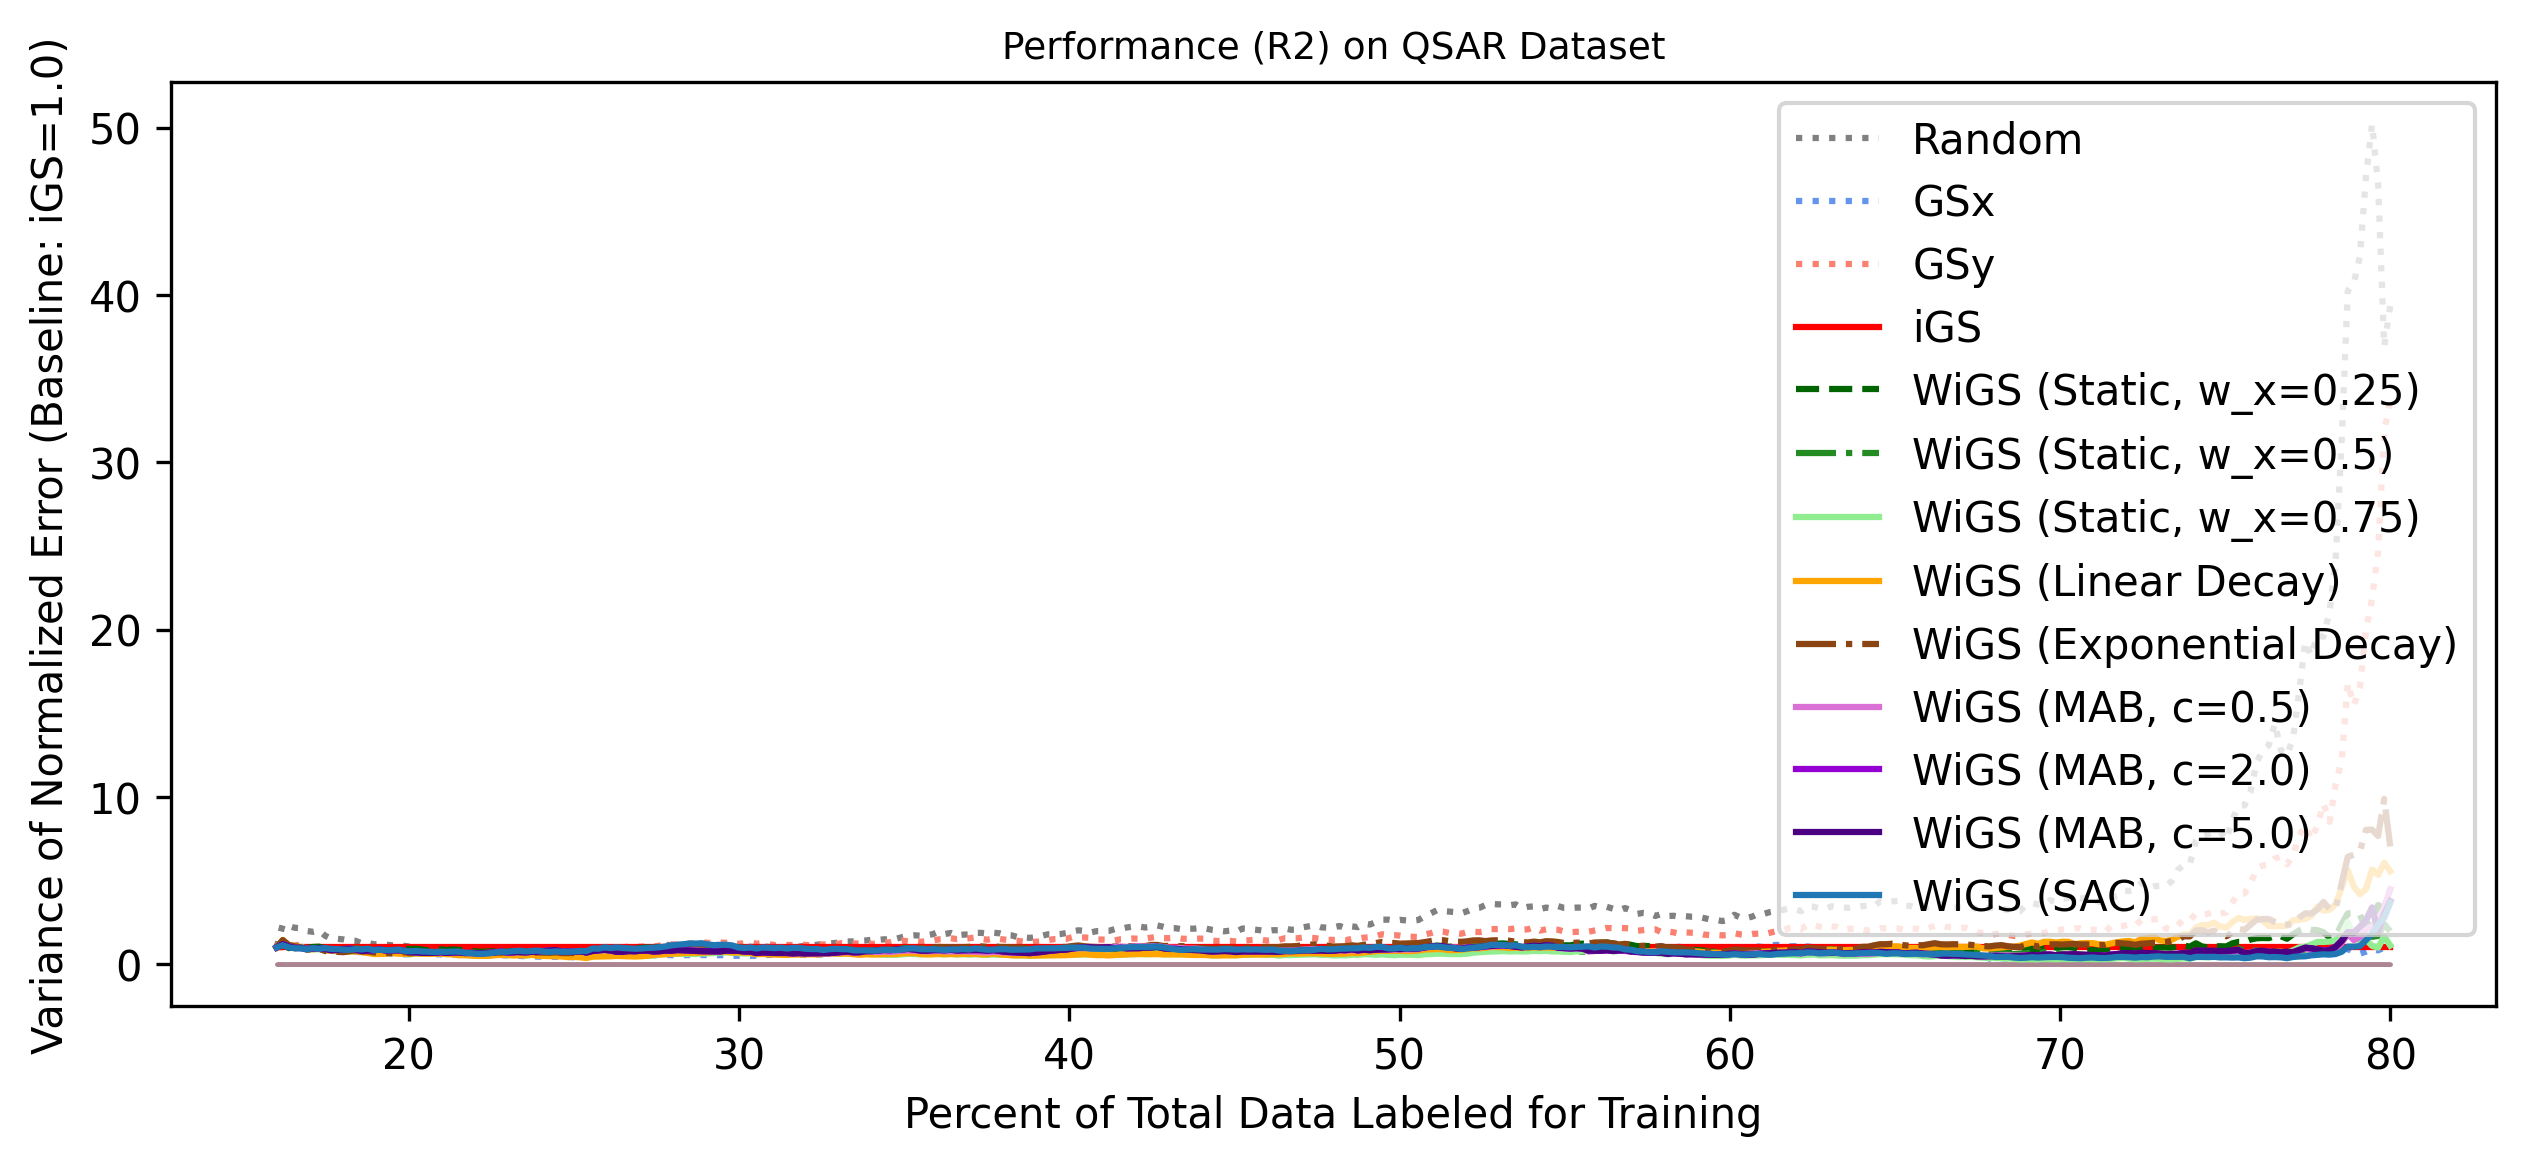 Performance (R2) on QSAR Dataset
Variance of Normalized Error (Baseline: iGS=1.0)
50
40
30
20
10
0
Random
GSx
GSy
iGS
WiGS (Static, w_x=0.25)
WiGS (Static, w_x=0.5)
WiGS (Static, w_x=0.75)
WiGS (Linear Decay)
WiGS (Exponential Decay)
WiGS (MAB, c=0.5)
WiGS (MAB, c=2.0)
WiGS (MAB, c=5.0)
WiGS (SAC)
20 30 40 50 60 70 80
Percent of Total Data Labeled for Training